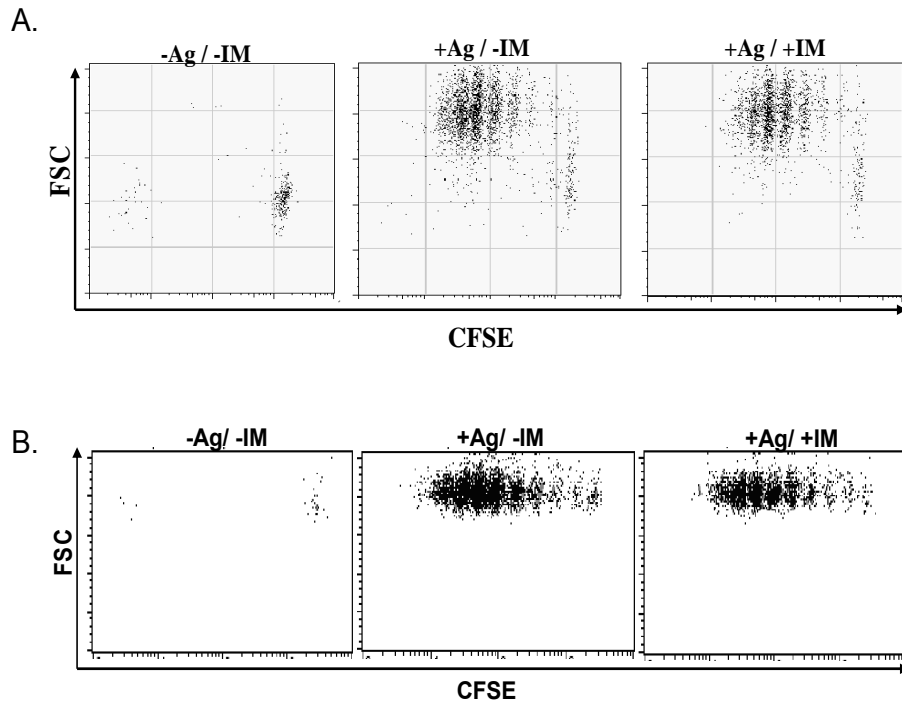 A.
-Ag / -IM
+Ag / -IM
+Ag / +IM
FSC
CFSE
B.
-Ag/ -IM
+Ag/ -IM
+Ag/ +IM
FSC
CFSE